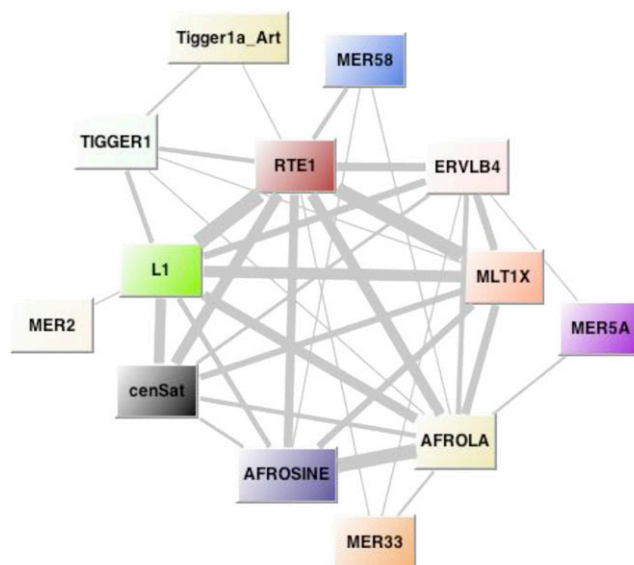 Tigger1a_Art
MER58
TIGGER1
RTE1
ERVLB4
L1
MLT1X
MER2
MER5A
cenSat
AFROLA
AFROSINE
MER33